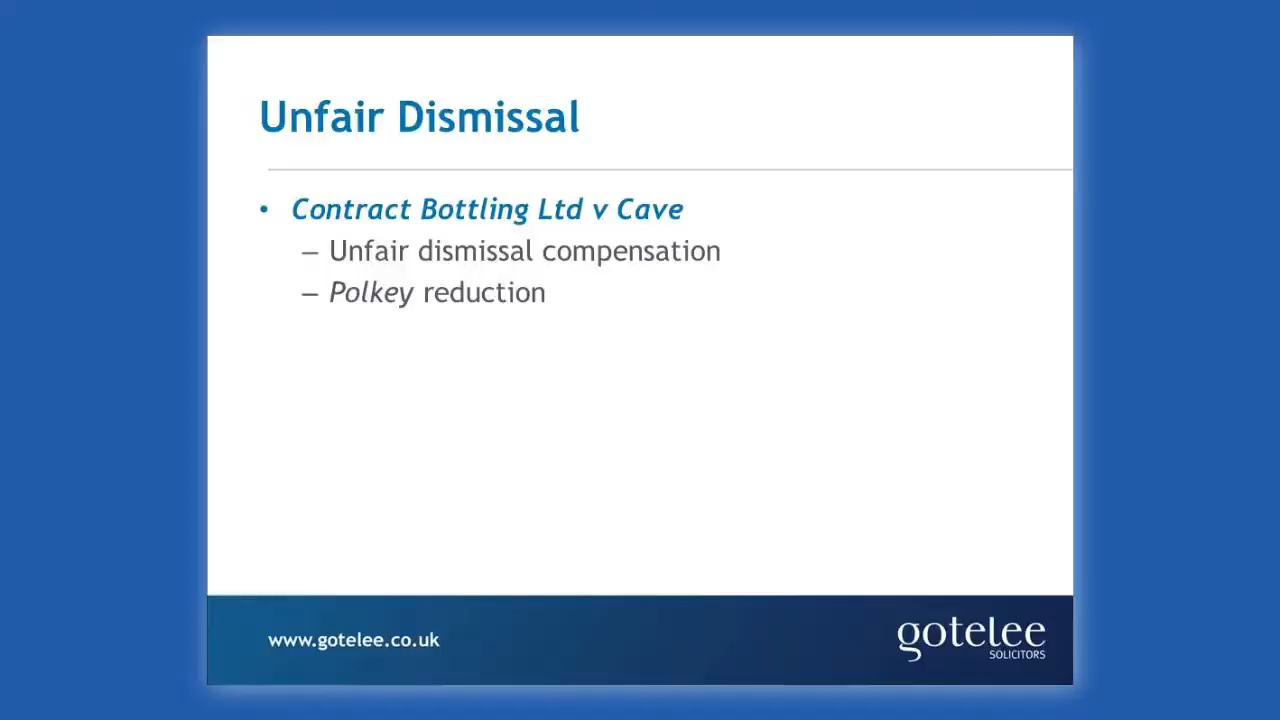 Unfair Dismissal
• Contract Bottling Ltd v Cave
– Unfair dismissal compensation
– Polkey reduction
www.gotelee.co.uk
gotelee
SOLICITORS